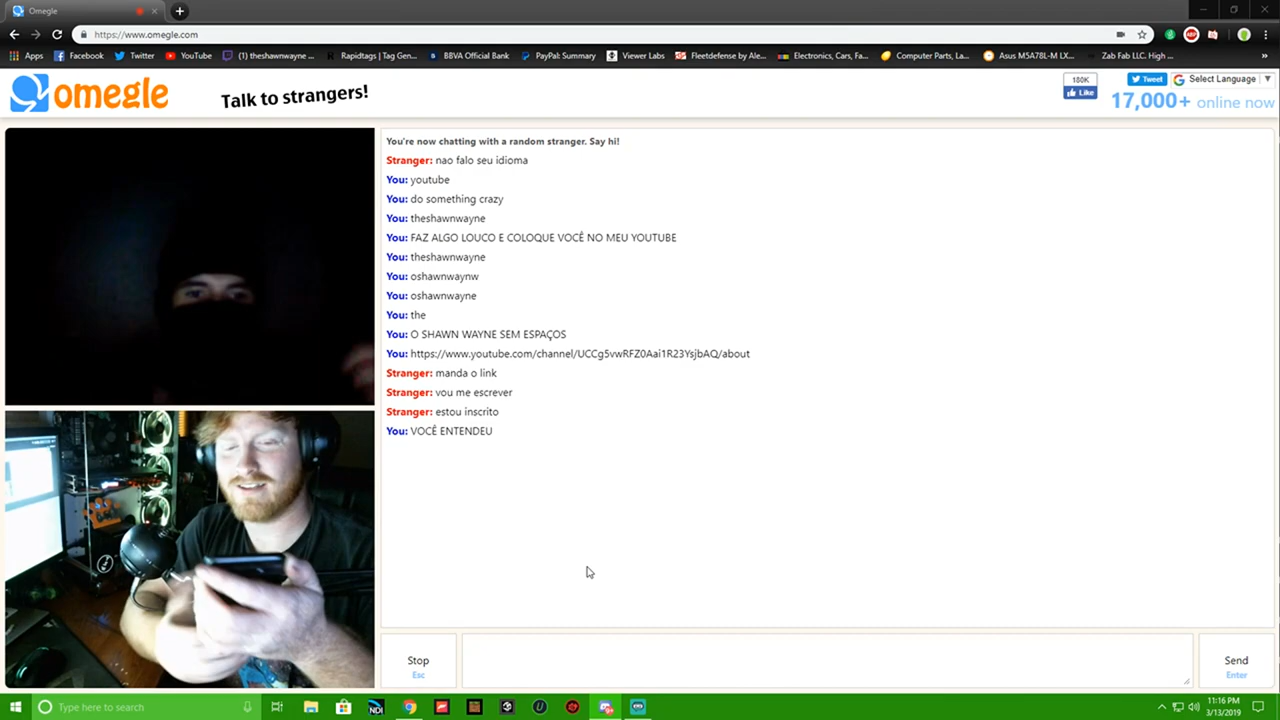 Omegle
https://www.omegle.com
Apps Facebook Twitter YouTube (1) theshawnwayne ... Rapidtags | Tag Gen... BBVA Official Bank PayPal: Summary Viewer Labs Fleetdefense by Ale... Electronics, Cars, Fa... Computer Parts, La... Asus M5A78L-M LX... Zab Fab LLC. High ...
omegle
Talk to strangers!
180K
Like
Tweet
Select Language
17,000+ online now
You're now chatting with a random stranger. Say hi!
Stranger: nao falo seu idioma
You: youtube
You: do something crazy
You: theshawnwayne
You: FAZ ALGO LOUCO E COLOQUE VOCÊ NO MEU YOUTUBE
You: theshawnwayne
You: oshawnwaynw
You: oshawnwayne
You: the
You: O SHAWN WAYNE SEM ESPAÇOS
You: https://www.youtube.com/channel/UCCg5vwRFZ0Aai1R23YsjbAQ/about
Stranger: manda o link
Stranger: vou me escrever
Stranger: estou inscrito
You: VOCÊ ENTENDEU
Stop
Esc
Send
Enter
Type here to search
NDI
11:16 PM
3/13/2019